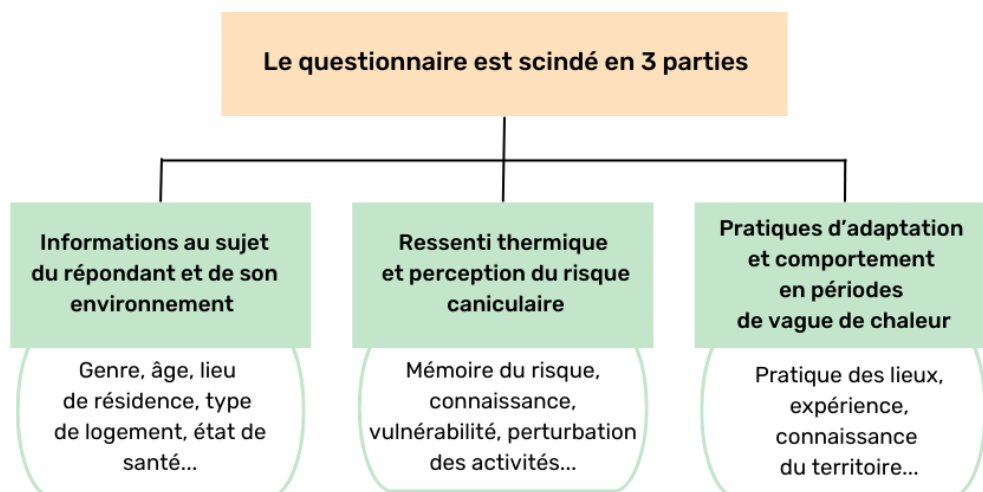 Le questionnaire est scindé en 3 parties
Informations au sujet
du répondant et de son
environnement
Genre, âge, lieu
de résidence, type
de logement, état de
santé...
Ressenti thermique
et perception du risque
caniculaire
Mémoire du risque,
connaissance,
vulnérabilité, perturbation
des activités...
Pratiques d’adaptation
et comportement
en périodes
de vague de chaleur
Pratique des lieux,
expérience,
connaissance
du territoire...